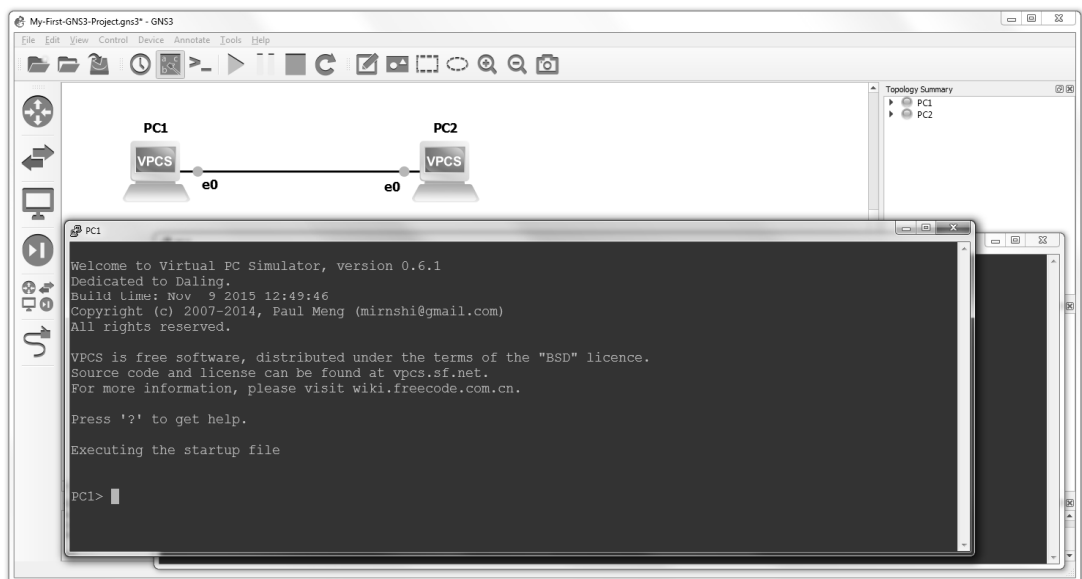 My-First-GNS3-Project.gns3* - GNS3
File Edit View Control Device Annotate Tools Help
Topology Summary
PC1
PC2
PC1
PC2
VPCS
VPCS
e0
e0
PC1
Welcome to Virtual PC Simulator, version 0.6.1
Dedicated to Daling.
Build time: Nov  9 2015 12:49:46
Copyright (c) 2007-2014, Paul Meng (mirnshi@gmail.com)
All rights reserved.
VPCS is free software, distributed under the terms of the "BSD" licence.
Source code and license can be found at vpcs.sf.net.
For more information, please visit wiki.freecode.com.cn.
Press '?' to get help.
Executing the startup file
PC1>